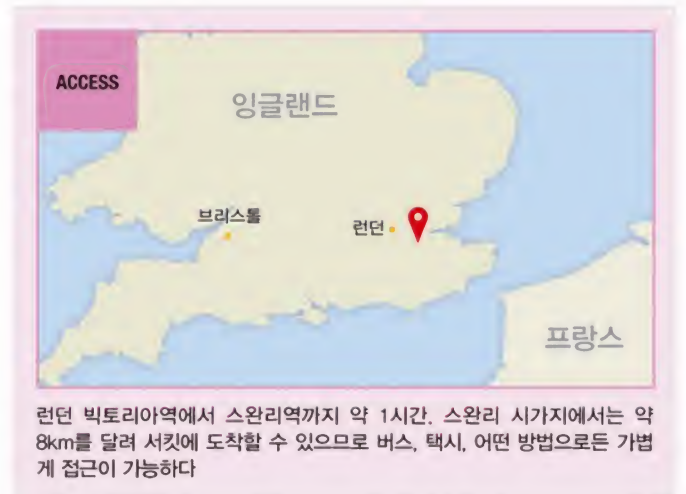 ACCESS
잉글랜드
브리스톨
런던
프랑스
런던 빅토리아역에서 스완리역까지 약 1시간. 스완리 시가지에서는 약
8km를 달려 서킷에 도착할 수 있으므로 버스, 택시, 어떤 방법으로든 가볍
게 접근이 가능하다